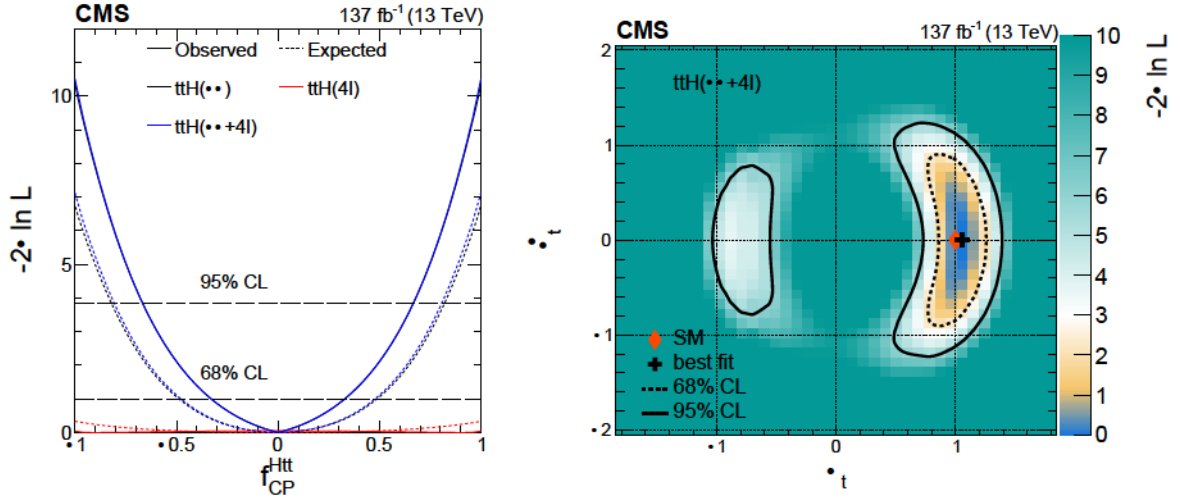 CMS 137 fb⁻¹ (13 TeV)
Observed Expected
ttH(••) ttH(4l)
ttH(••+4l)
95% CL
68% CL
-2• ln L
10
5
0
•1 •0.5 0 0.5 1
f_CP^Htt
CMS 137 fb⁻¹ (13 TeV)
ttH(••+4l)
2
1
0
•1
•2
•̇•t
SM
best fit
68% CL
95% CL
•1 0 1
•t
10
9
8
7
6
5
4
3
2
1
0
-2• ln L